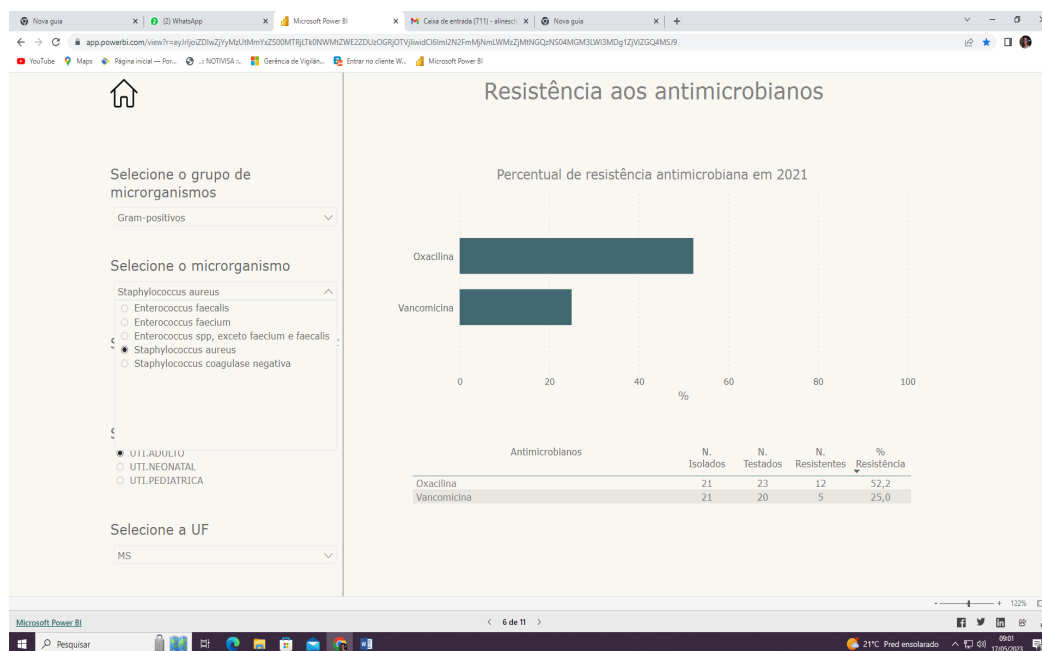 Nova guia
(2) WhatsApp
Microsoft Power BI
Caixa de entrada (711) - alinesch
Nova guia
YouTube
Maps
Página inicial — Por...
..: NOTIVISA :..
Gerência de Vigilân...
Entrar no cliente W...
Microsoft Power BI
Resistência aos antimicrobianos
Selecione o grupo de
microrganismos
Gram-positivos
Selecione o microrganismo
Staphylococcus aureus
Enterococcus faecalis
Enterococcus faecium
Enterococcus spp, exceto faecium e faecalis
Staphylococcus aureus
Staphylococcus coagulase negativa
UTI.ADULTO
UTI.NEONATAL
UTI.PEDIATRICA
Selecione a UF
MS
Percentual de resistência antimicrobiana em 2021
Oxacilina
Vancomicina
0 20 40 60 80 100
%
Antimicrobianos N. Isolados N. Testados N. Resistentes % Resistência
Oxacilina 21 23 12 52,2
Vancomicina 21 20 5 25,0
122%
Microsoft Power BI
6 de 11
Pesquisar
21°C Pred ensolarado
09:01
17/05/2023